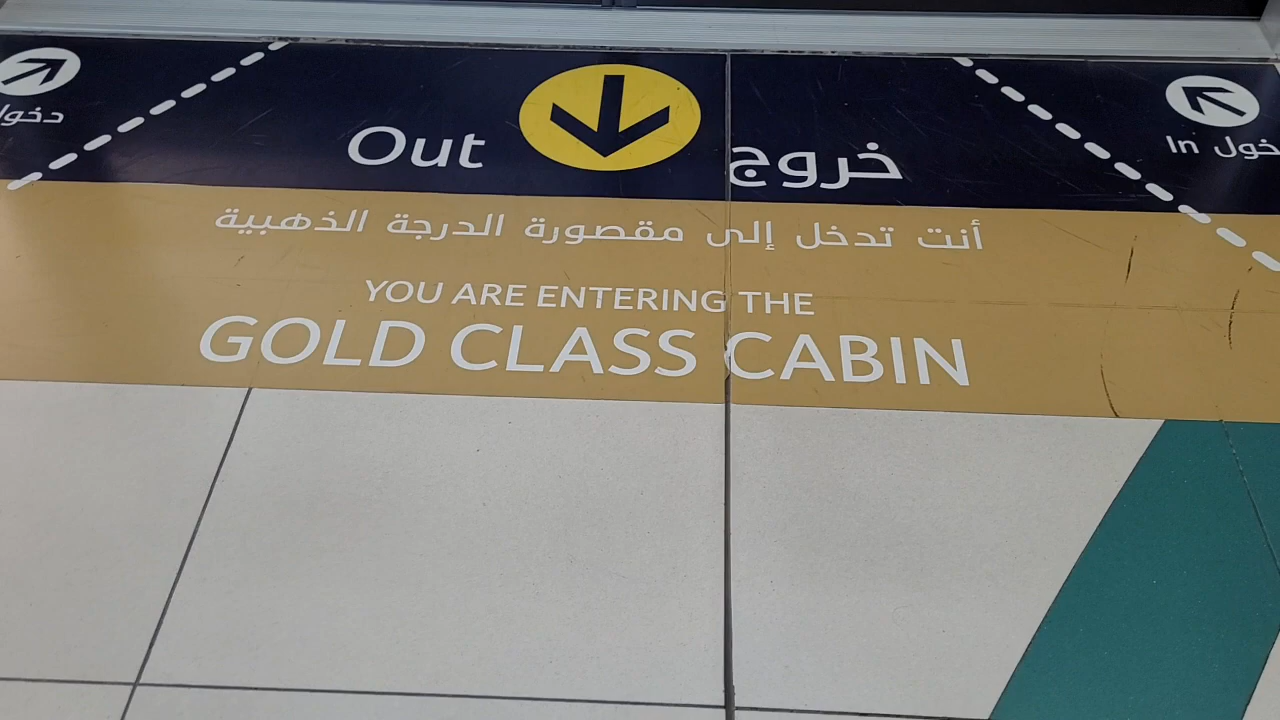 Out خروج
دخول
In دخول
أنت تدخل إلى مقصورة الدرجة الذهبية
YOU ARE ENTERING THE
GOLD CLASS CABIN